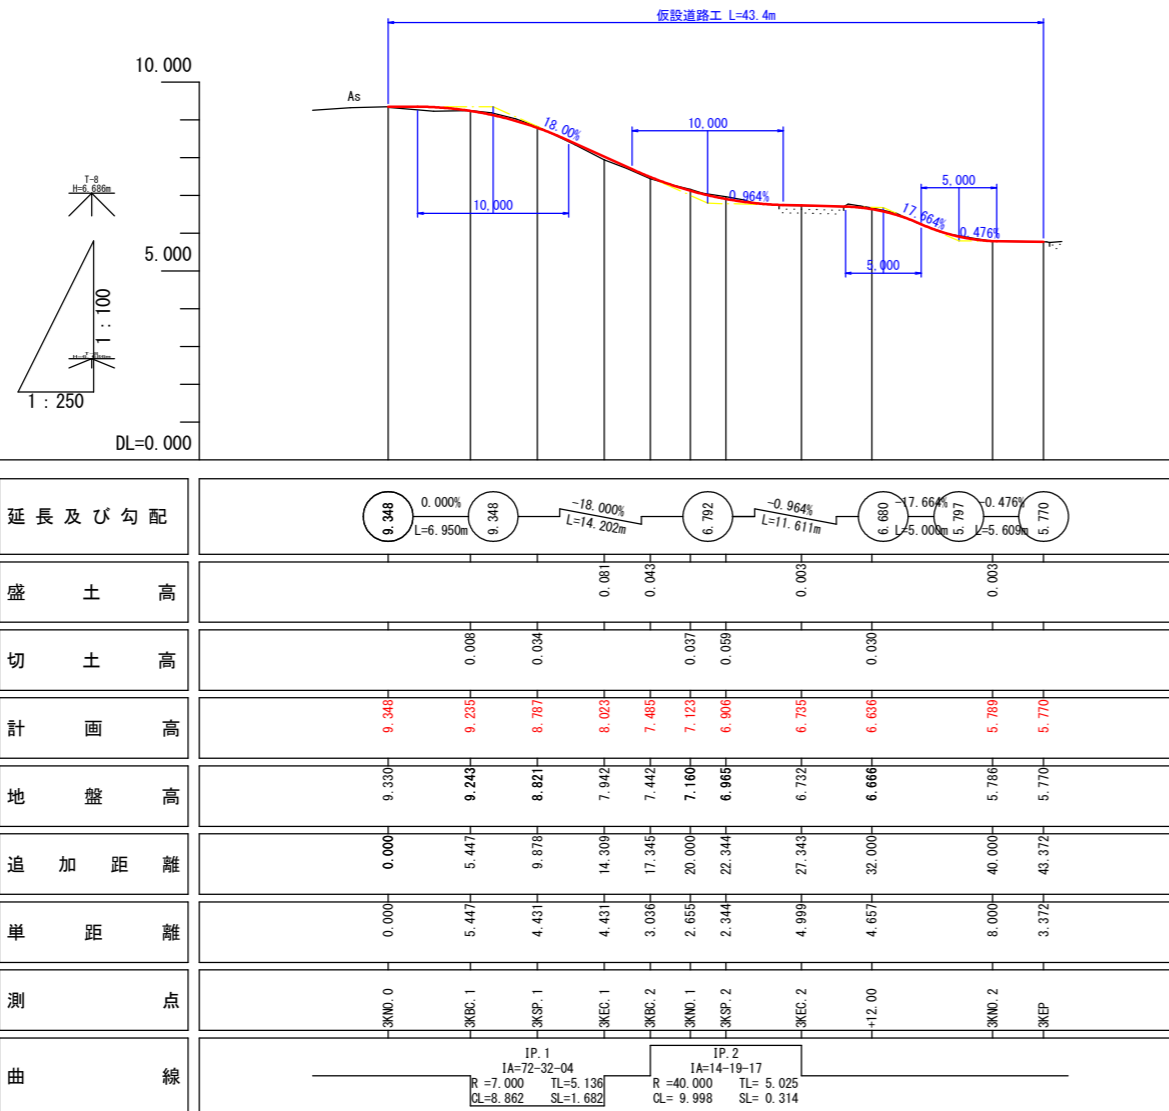 仮設道路工 L=43.4m
10.000
As
18.00%
10,000
T-8
H=6.686m
0.964%
5,000
10,000
17.664%
0.476%
5.000
5,000
1 : 100
1 : 250
DL=0.000
延長及び勾配
9.348
0.000%
L=6.950m
9.348
-18.000%
L=14.202m
6.792
-0.964%
L=11.611m
6.680
-17.664%
L=5.000m
5.797
-0.476%
L=5.609m
5.770
盛土高
0.081 0.043 0.003 0.003
切土高
0.008 0.034 0.037 0.059 0.030
計画高
9.348 9.235 8.787 8.023 7.485 7.123 6.906 6.735 6.636 5.789 5.770
地盤高
9.330 9.243 8.821 7.942 7.442 7.160 6.965 6.732 6.666 5.786 5.770
追加距離
0.000 5.447 9.878 14.309 17.345 20.000 22.344 27.343 32.000 40.000 43.372
単距離
0.000 5.447 4.431 4.431 3.036 2.655 2.344 4.999 4.657 8.000 3.372
測点
3KNO.0 3KBC.1 3KSP.1 3KEC.1 3KBC.2 3KNO.1 3KSP.2 3KEC.2 +12.00 3KNO.2 3KEP
曲線
IP.1
IA=72-32-04
R =7.000 TL=5.136
CL=8.862 SL=1.682
IP.2
IA=14-19-17
R =40.000 TL= 5.025
CL= 9.998 SL= 0.314